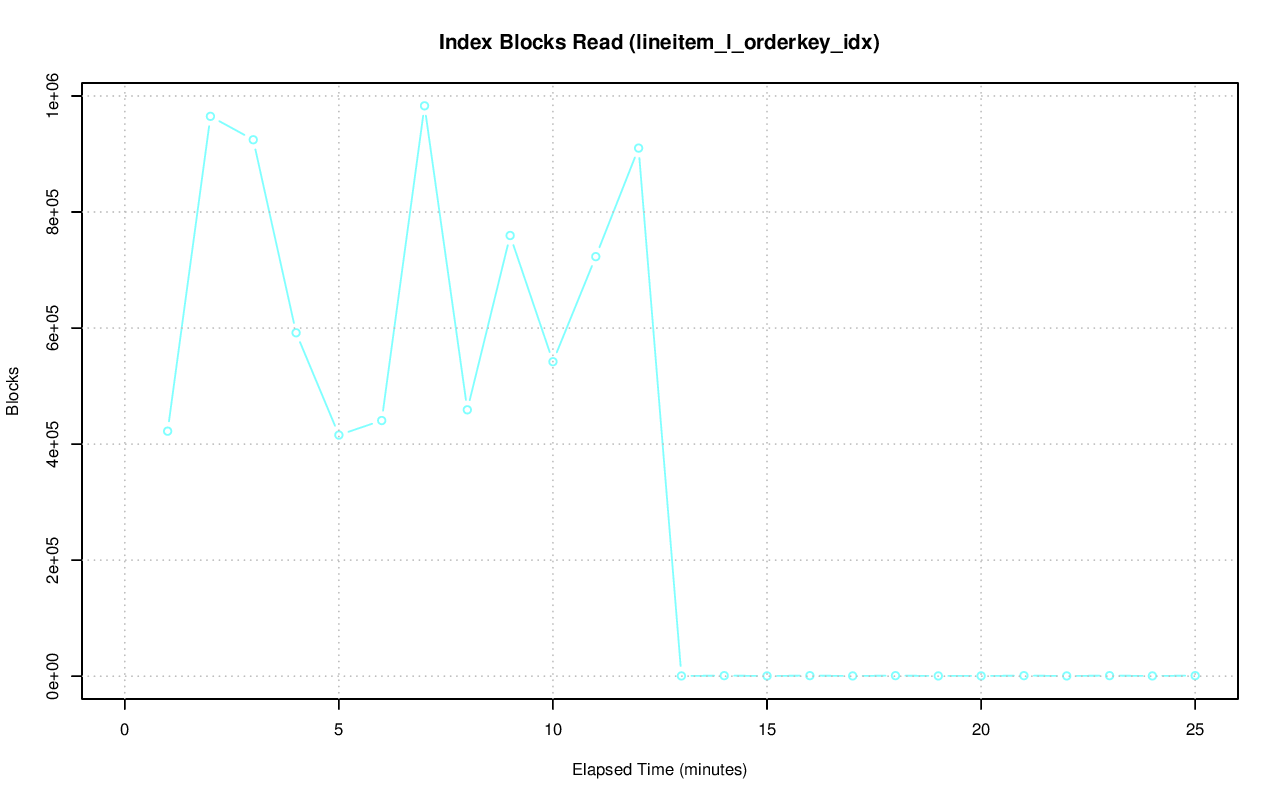 Index Blocks Read (lineitem_l_orderkey_idx)
1e+06
8e+05
6e+05
4e+05
2e+05
0e+00
Blocks
0 5 10 15 20 25
Elapsed Time (minutes)